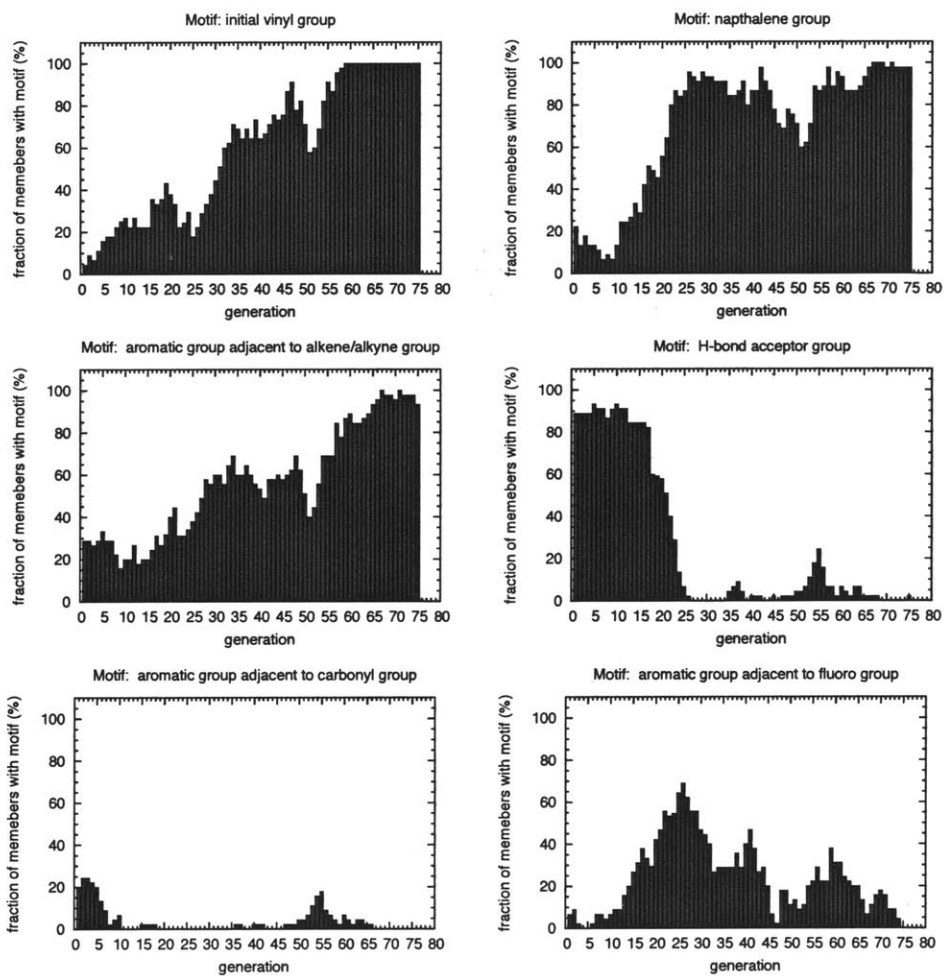 Motif: initial vinyl group
fraction of memebers with motif (%)
100
80
60
40
20
0
0 5 10 15 20 25 30 35 40 45 50 55 60 65 70 75 80
generation
Motif: napthalene group
fraction of memebers with motif (%)
100
80
60
40
20
0
0 5 10 15 20 25 30 35 40 45 50 55 60 65 70 75 80
generation
Motif: aromatic group adjacent to alkene/alkyne group
fraction of memebers with motif (%)
100
80
60
40
20
0
0 5 10 15 20 25 30 35 40 45 50 55 60 65 70 75 80
generation
Motif: H-bond acceptor group
fraction of memebers with motif (%)
100
80
60
40
20
0
0 5 10 15 20 25 30 35 40 45 50 55 60 65 70 75 80
generation
Motif: aromatic group adjacent to carbonyl group
fraction of memebers with motif (%)
100
80
60
40
20
0
0 5 10 15 20 25 30 35 40 45 50 55 60 65 70 75 80
generation
Motif: aromatic group adjacent to fluoro group
fraction of memebers with motif (%)
100
80
60
40
20
0
0 5 10 15 20 25 30 35 40 45 50 55 60 65 70 75 80
generation